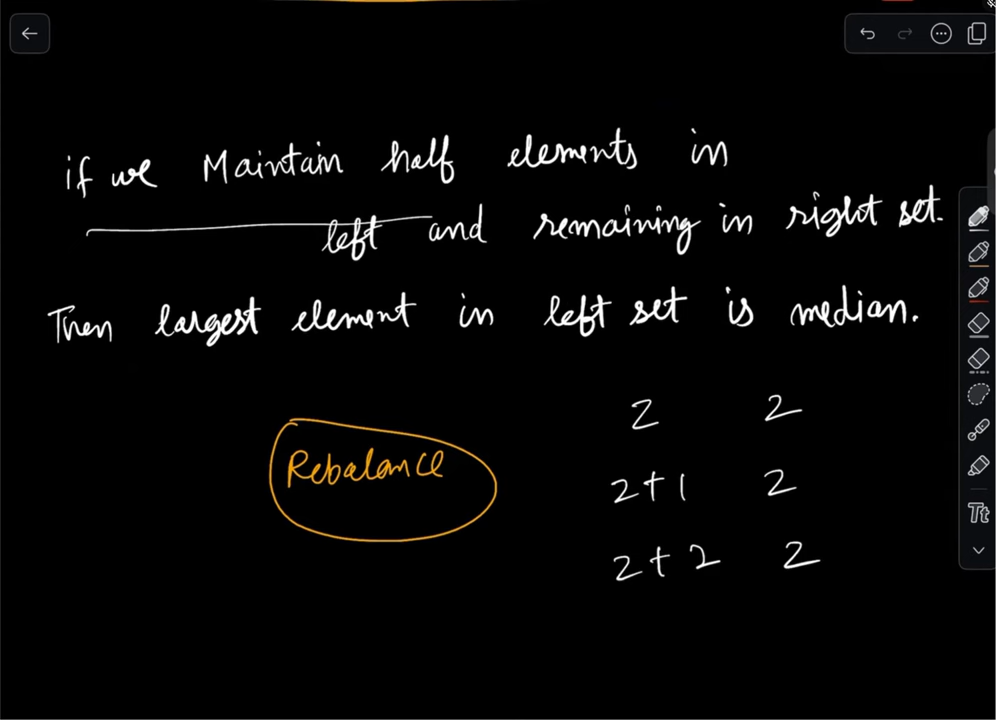 if we Maintain half elements in
left and remaining in right set.
Then largest element in left set is median.
2 2
Rebalance
2+1 2
2+2 2
Tt